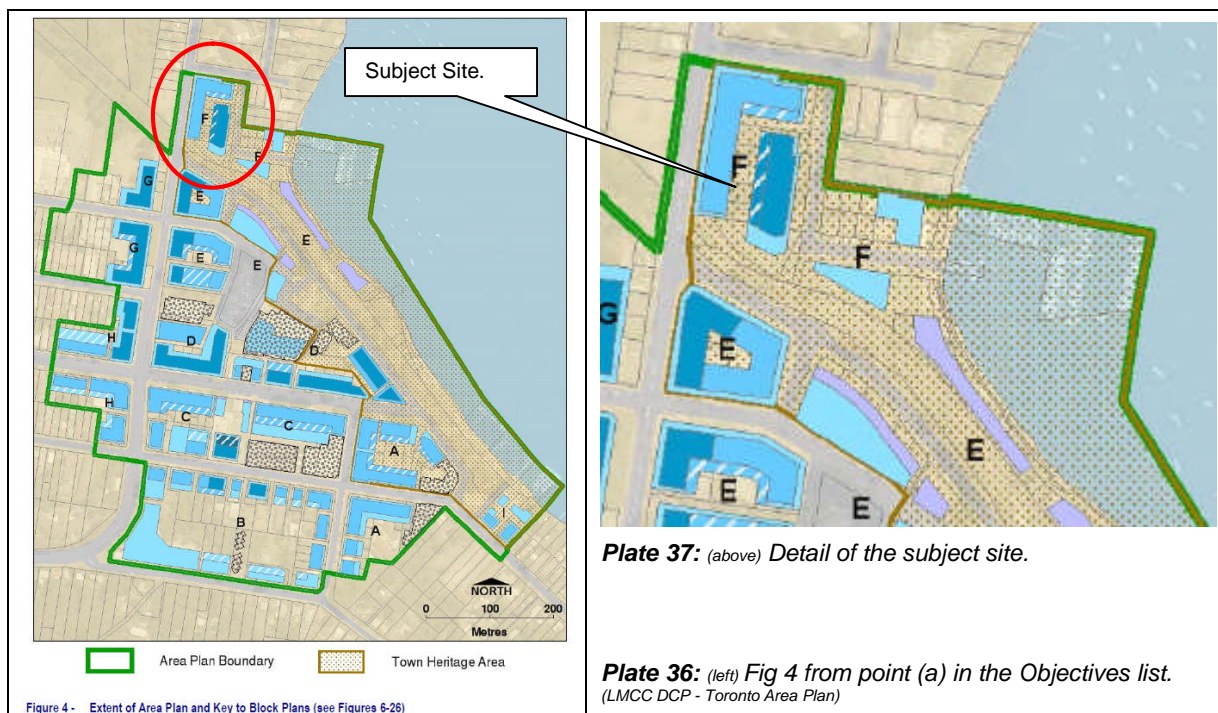 F
F
G
E
E
G
E
E
H
D
D
H
C
C
A
B
A
I
NORTH
0 100 200
Metres
Area Plan Boundary
Town Heritage Area
Figure 4 - Extent of Area Plan and Key to Block Plans (see Figures 6-26)
Subject Site.
F
F
G
E
E
E
E
Plate 37: (above) Detail of the subject site.
Plate 36: (left) Fig 4 from point (a) in the Objectives list.
(LMCC DCP - Toronto Area Plan)